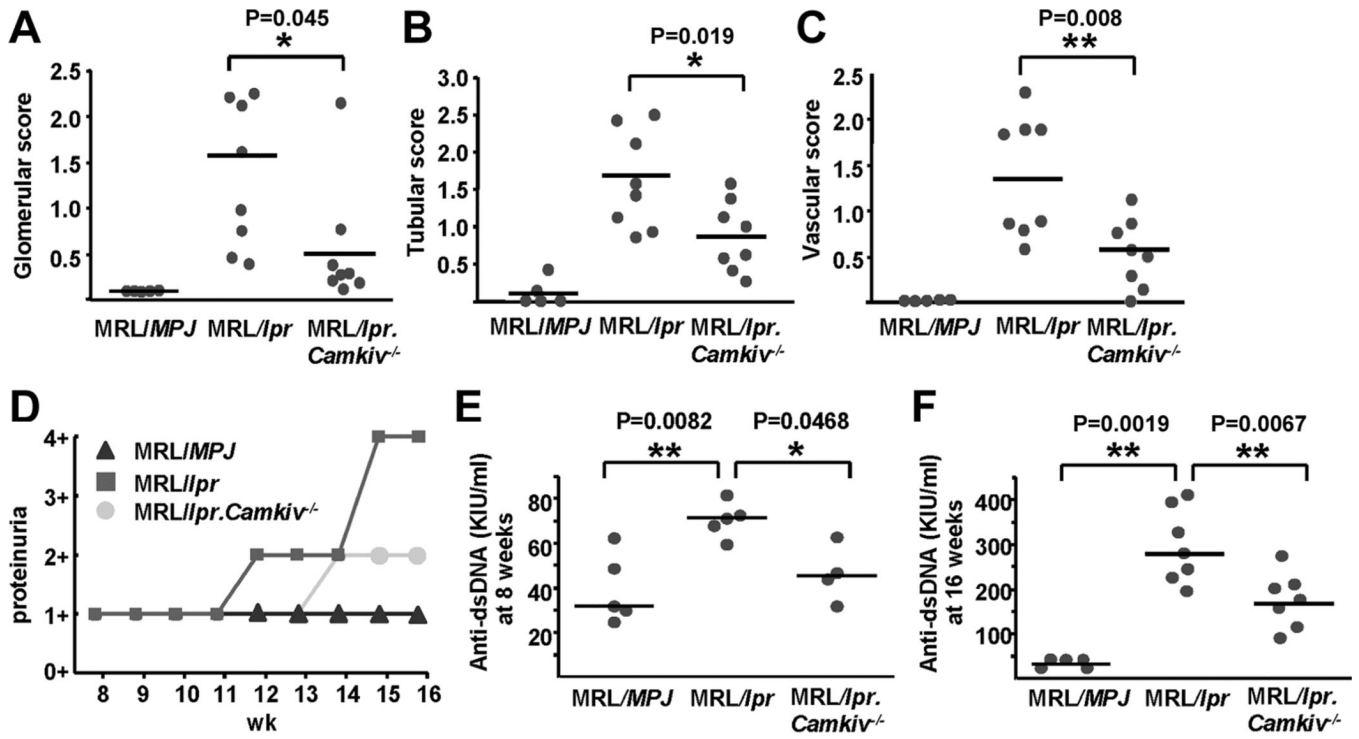 A
P=0.045
*
Glomerular score
2.5
2.0
1.5
1.0
0.5
MRL/MPJ
MRL/lpr
MRL/lpr.
Camkiv-/-
B
P=0.019
*
Tubular score
3.0
2.5
2.0
1.5
1.0
0.5
MRL/MPJ
MRL/lpr
MRL/lpr.
Camkiv-/-
C
P=0.008
**
Vascular score
2.5
2.0
1.5
1.0
0.5
0
MRL/MPJ
MRL/lpr
MRL/lpr.
Camkiv-/-
D
proteinuria
4+
3+
2+
1+
0+
MRL/MPJ
MRL/lpr
MRL/lpr.Camkiv-/-
8 9 10 11 12 13 14 15 16
wk
E
P=0.0082
**
P=0.0468
*
Anti-dsDNA (KIU/ml)
at 8 weeks
80
60
40
20
MRL/MPJ
MRL/lpr
MRL/lpr.
Camkiv-/-
F
P=0.0019
**
P=0.0067
**
Anti-dsDNA (KIU/ml)
at 16 weeks
400
300
200
100
MRL/MPJ
MRL/lpr
MRL/lpr.
Camkiv-/-